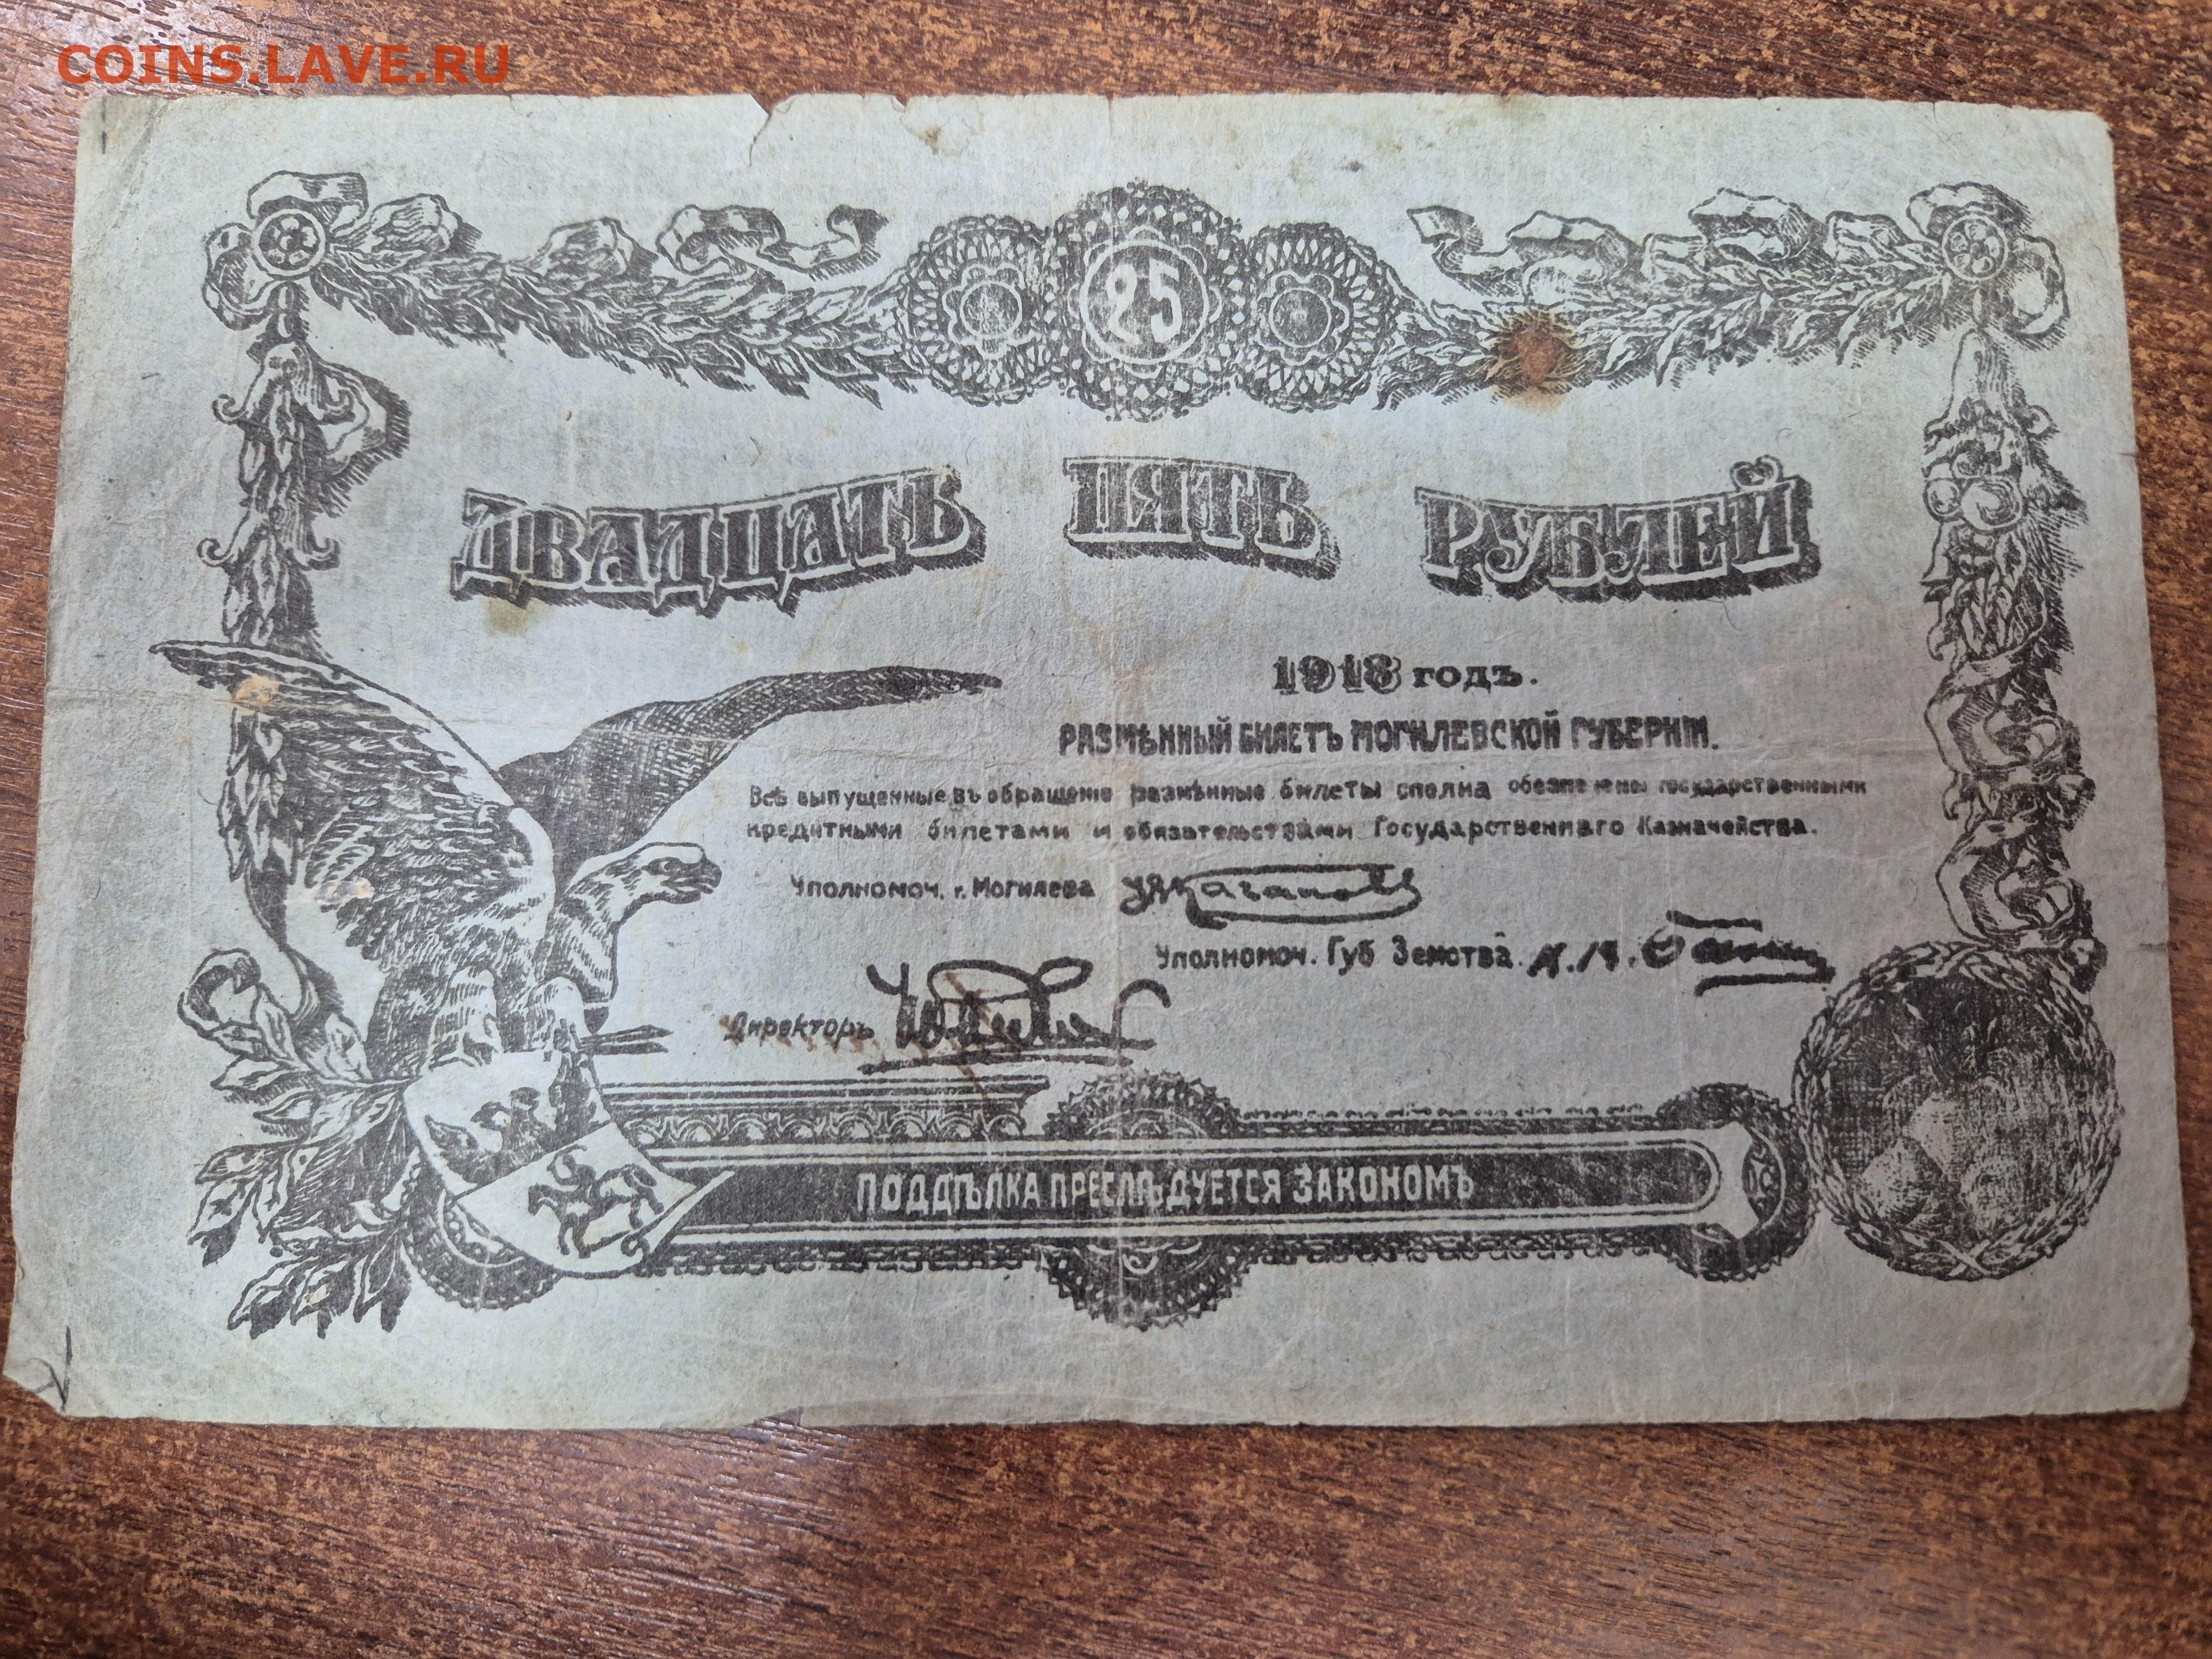 COINS.LAVE.RU
25
ДВАДЦАТЬ ПЯТЬ РУБЛЕЙ
1918 годъ.
РАЗМѢННЫЙ БИЛЕТЪ МОГИЛЕВСКОЙ ГУБЕРНІИ.
Всѣ выпущенные въ обращеніе размѣнные билеты сполна обезпечены государственными
кредитными билетами и обязательствами Государственнаго Казначейства.
Уполномоч. г. Могилева
Уполномоч. Губ Земства.
Директоръ
ПОДДѢЛКА ПРЕСЛѢДУЕТСЯ ЗАКОНОМЪ